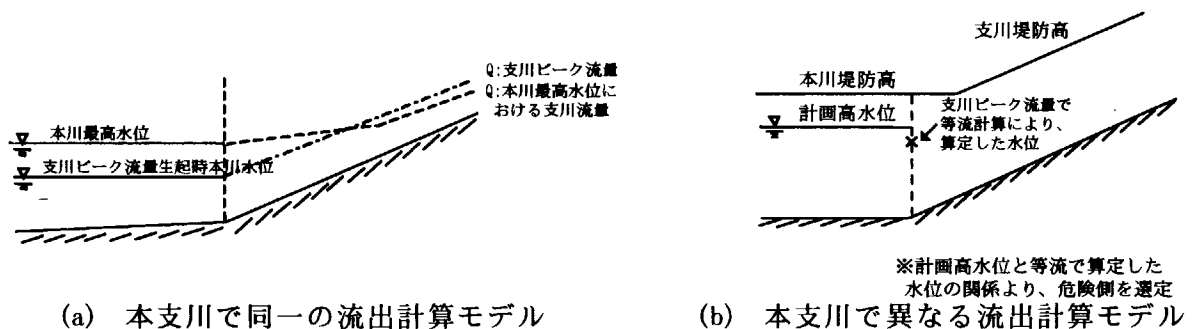 Q:支川ピーク流量
Q:本川最高水位に
おける支川流量
本川最高水位
支川ピーク流量生起時本川水位
(a) 本支川で同一の流出計算モデル
支川堤防高
本川堤防高
計画高水位
支川ピーク流量で
等流計算により、
算定した水位
※計画高水位と等流で算定した
水位の関係より、危険側を選定
(b) 本支川で異なる流出計算モデル